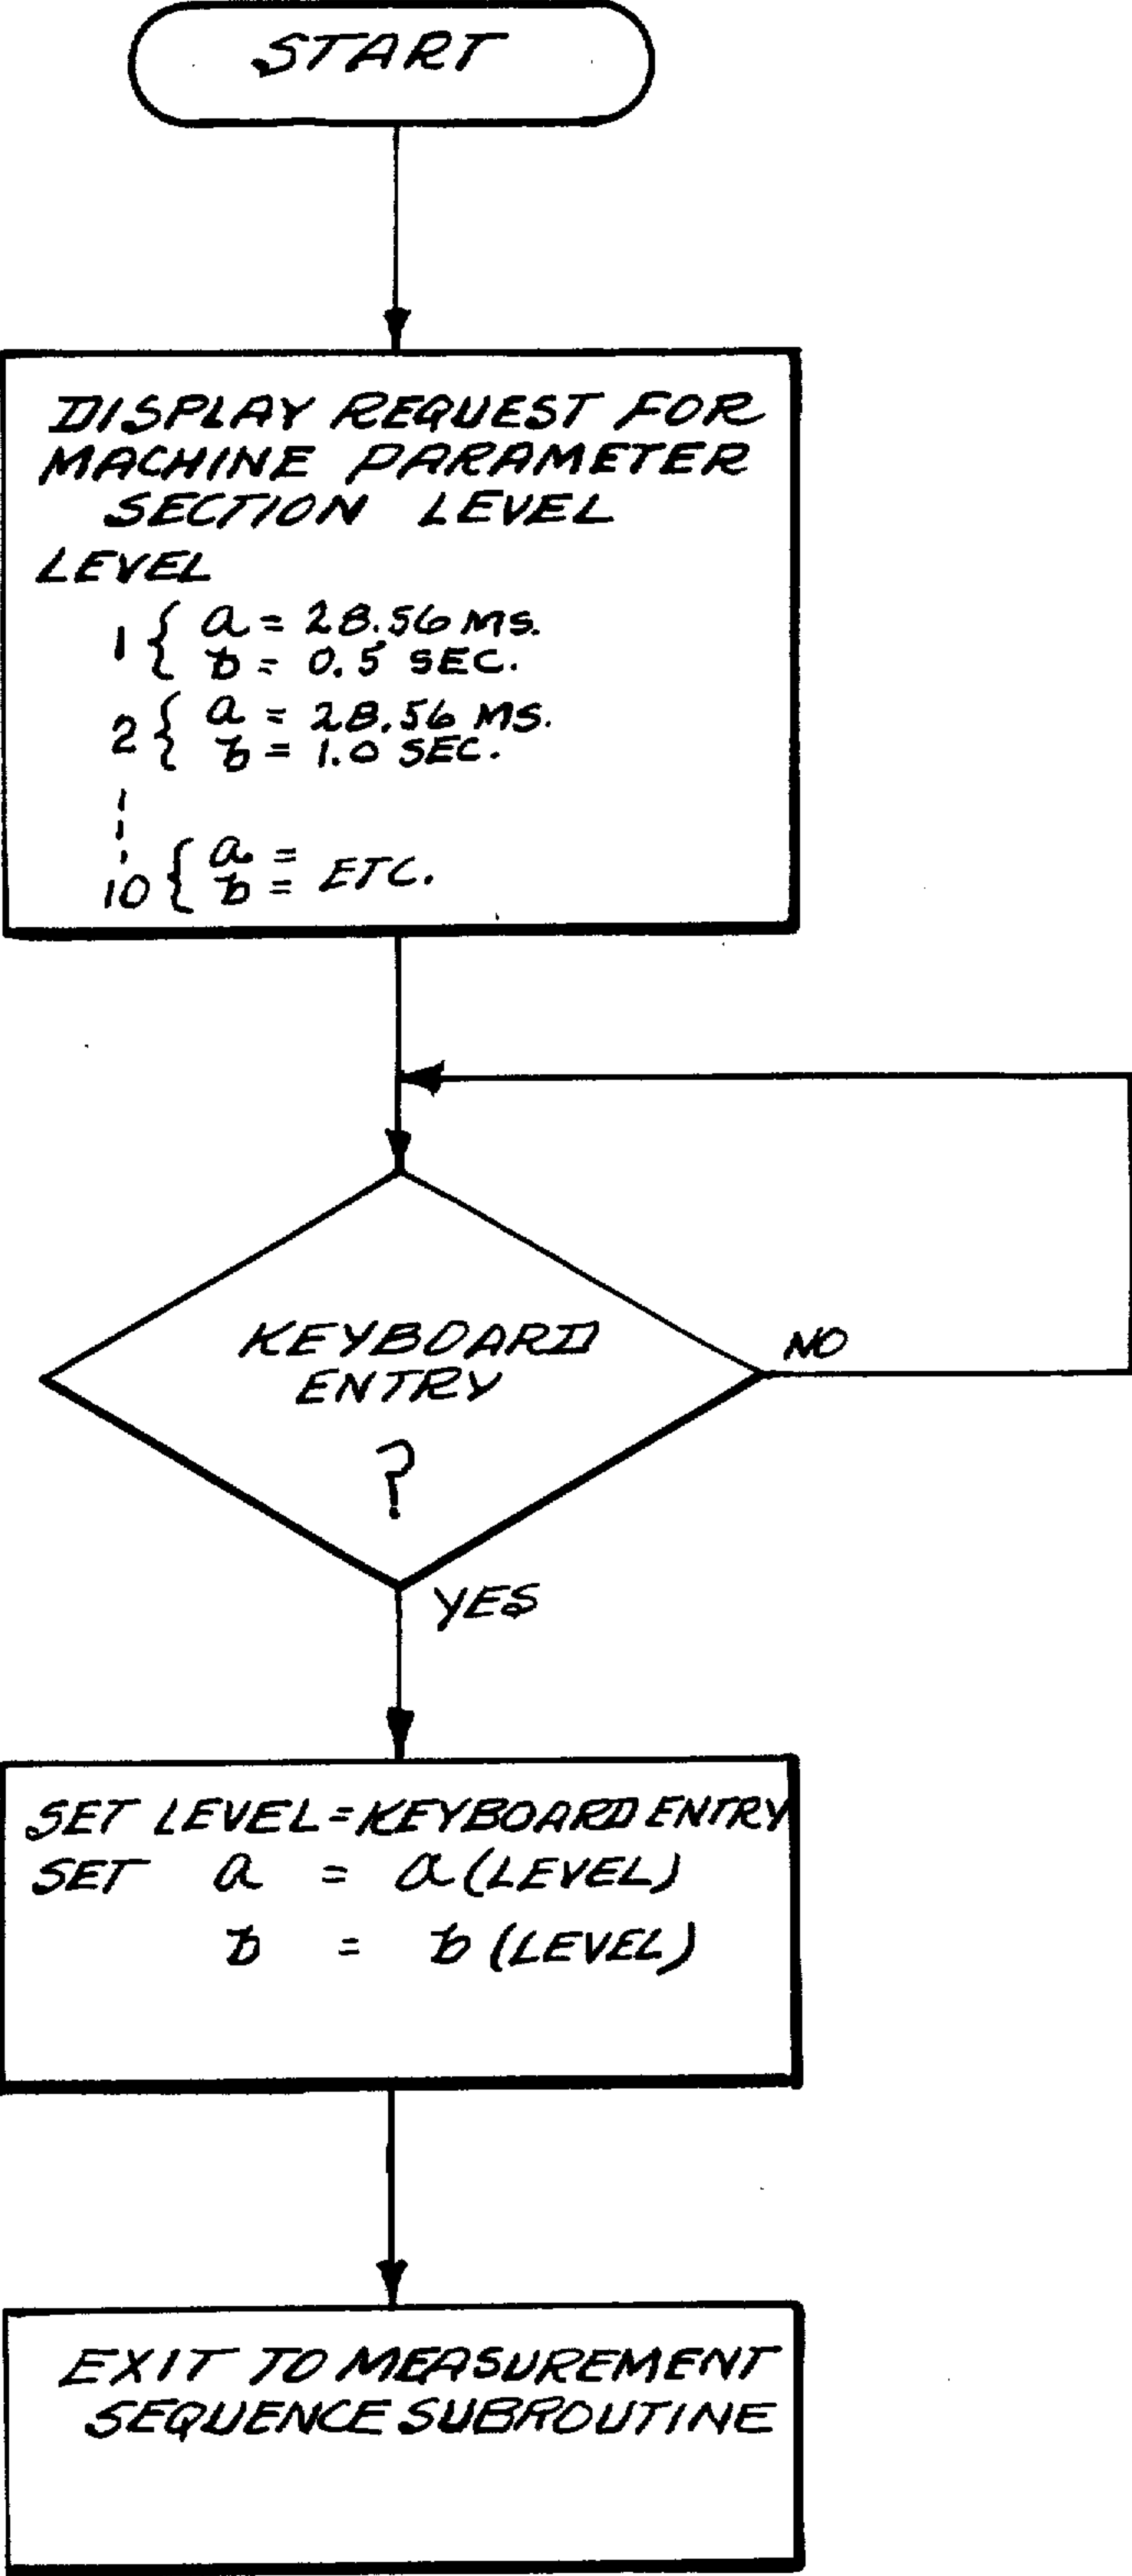 START
DISPLAY REQUEST FOR
MACHINE PARAMETER
SECTION LEVEL
LEVEL
1 { a = 28.56 MS.
b = 0.5 SEC.
2 { a = 28.56 MS.
b = 1.0 SEC.
10 { a =
b = ETC.
KEYBOARD
ENTRY
?
NO
YES
SET LEVEL = KEYBOARD ENTRY
SET a = a (LEVEL)
b = b (LEVEL)
EXIT TO MEASUREMENT
SEQUENCE SUBROUTINE